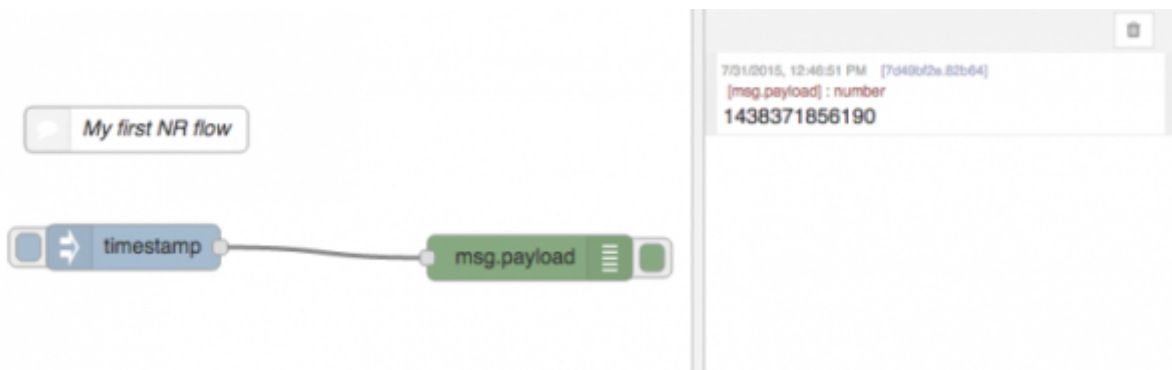 My first NR flow
timestamp
msg.payload
7/31/2015, 12:46:51 PM [7d49bf2e.82b64]
[msg.payload] : number
1438371856190